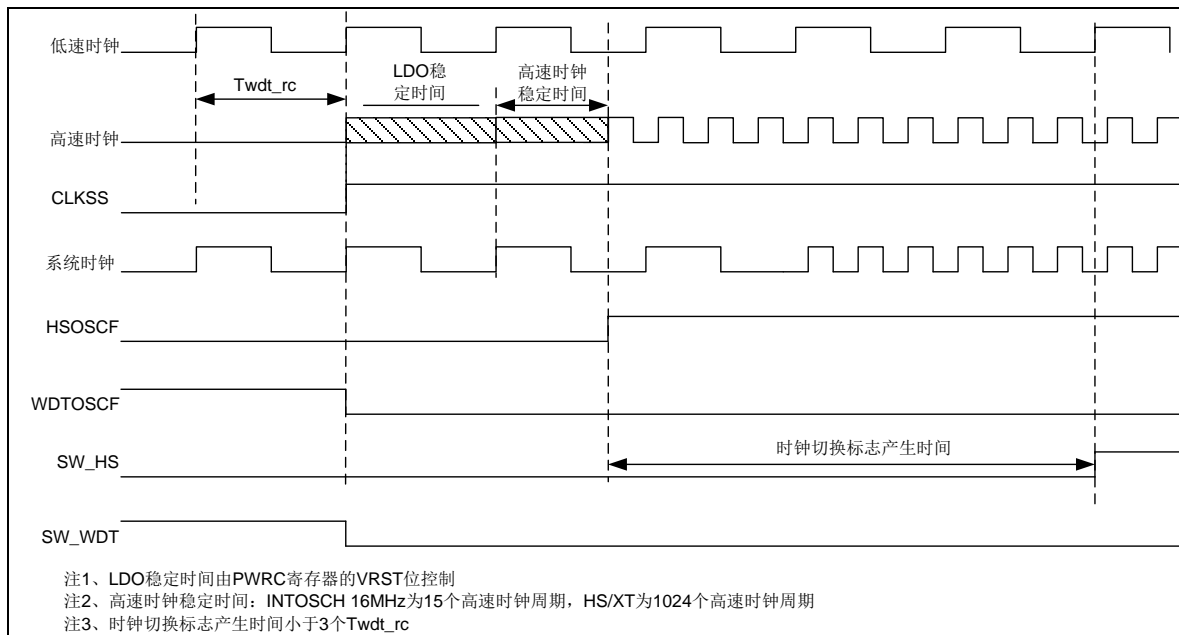 低速时钟
Twdt_rc
LDO稳
定时间
高速时钟
稳定时间
高速时钟
CLKSS
系统时钟
HSOSCF
WDTOSCF
时钟切换标志产生时间
SW_HS
SW_WDT
注1、LDO稳定时间由PWRC寄存器的VRST位控制
注2、高速时钟稳定时间：INTOSCH 16MHz为15个高速时钟周期，HS/XT为1024个高速时钟周期
注3、时钟切换标志产生时间小于3个Twdt_rc